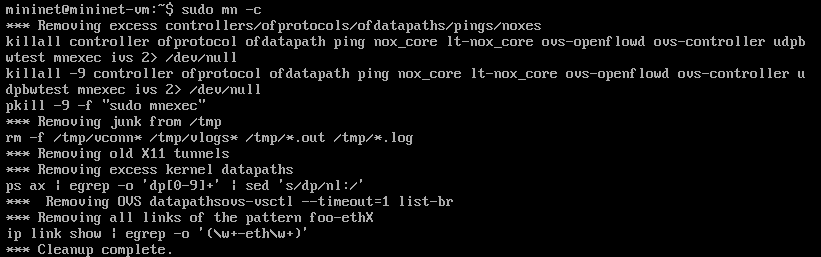 mininet@mininet-vm:~$ sudo mn -c
*** Removing excess controllers/ofprotocols/ofdatapaths/pings/noxes
killall controller ofprotocol ofdatapath ping nox_core lt-nox_core ovs-openflowd ovs-controller udpb
wtest mnexec ivs 2> /dev/null
killall -9 controller ofprotocol ofdatapath ping nox_core lt-nox_core ovs-openflowd ovs-controller u
dpbwtest mnexec ivs 2> /dev/null
pkill -9 -f "sudo mnexec"
*** Removing junk from /tmp
rm -f /tmp/vconn* /tmp/vlogs* /tmp/*.out /tmp/*.log
*** Removing old X11 tunnels
*** Removing excess kernel datapaths
ps ax | egrep -o 'dp[0-9]+' | sed 's/dp/nl:/'
***  Removing OVS datapathsovs-vsctl --timeout=1 list-br
*** Removing all links of the pattern foo-ethX
ip link show | egrep -o '(\w+-eth\w+)'
*** Cleanup complete.